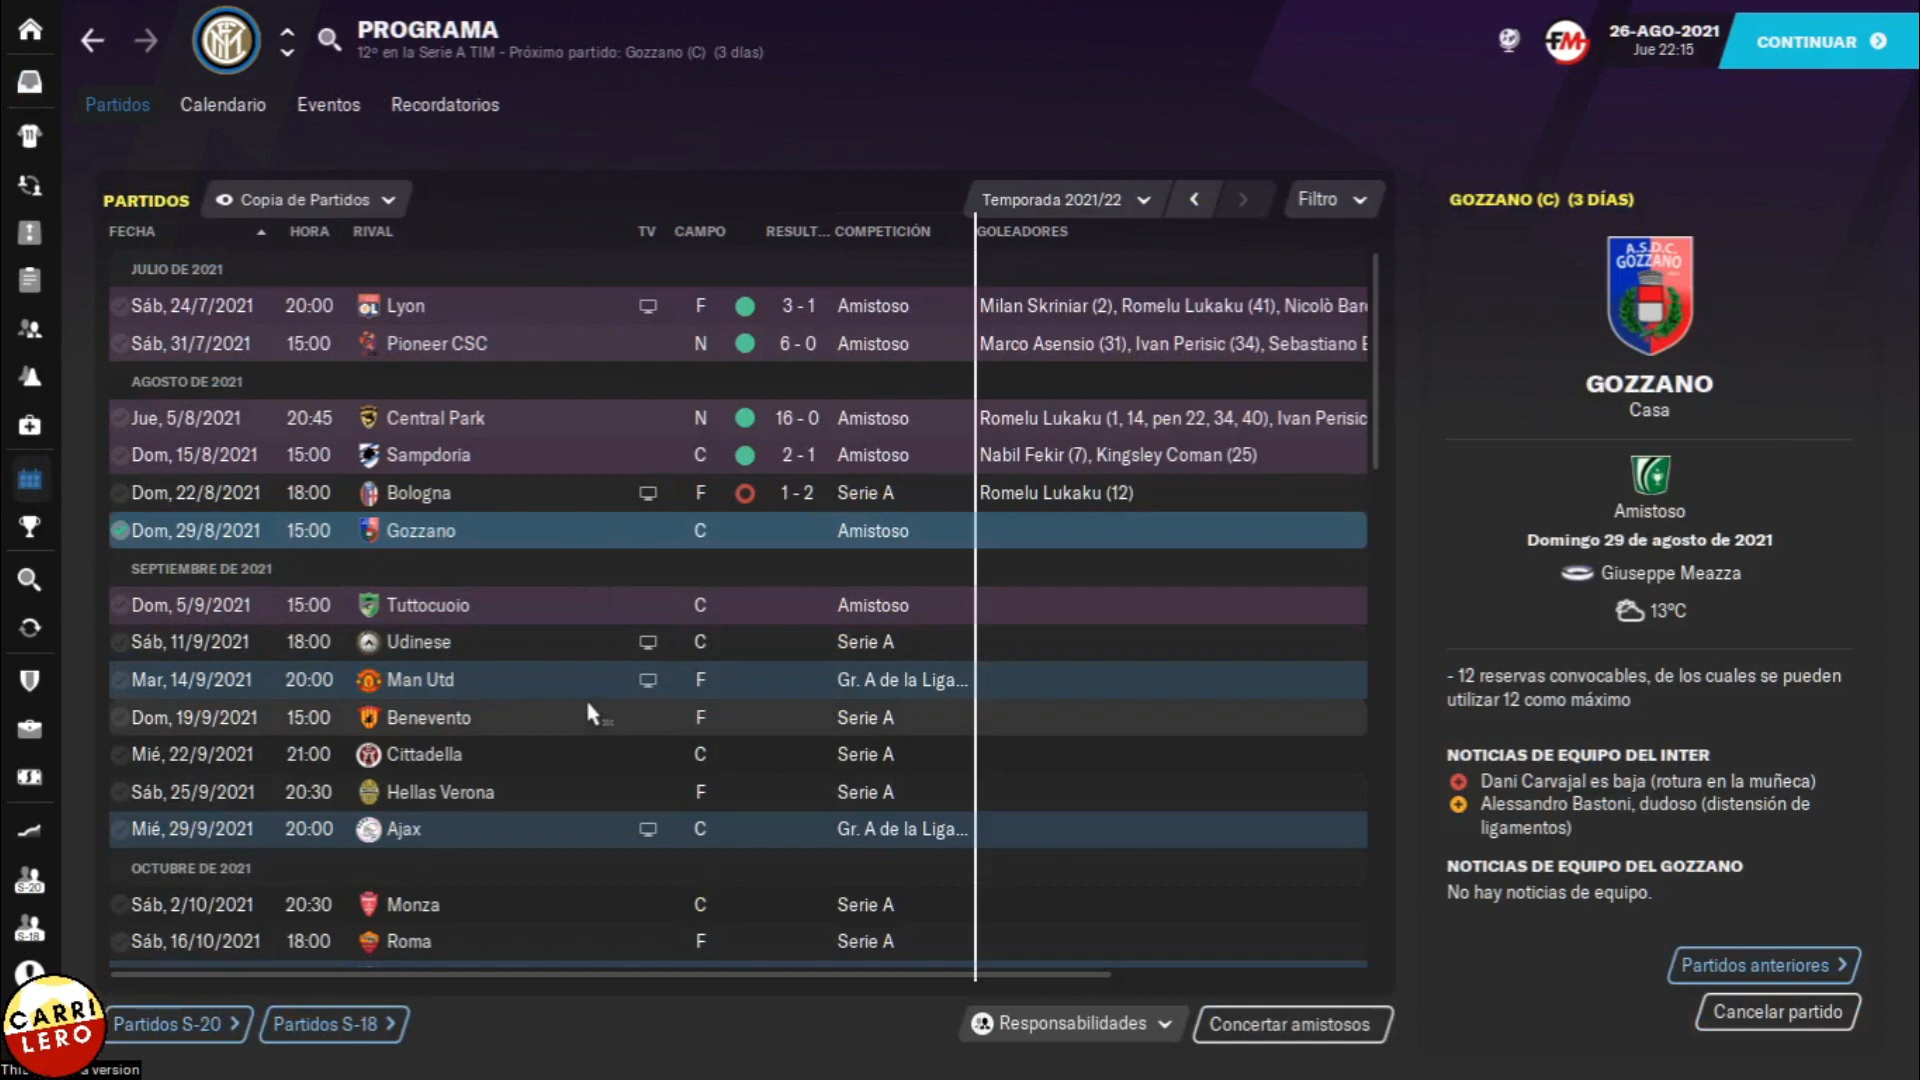 PROGRAMA
12º en la Serie A TIM - Próximo partido: Gozzano (C) (3 días)
FM
26-AGO-2021
Jue 22:15
CONTINUAR
Partidos Calendario Eventos Recordatorios
PARTIDOS Copia de Partidos Temporada 2021/22 Filtro
FECHA HORA RIVAL TV CAMPO RESULT... COMPETICIÓN GOLEADORES
JULIO DE 2021
Sáb, 24/7/2021 20:00 Lyon F 3 - 1 Amistoso Milan Skriniar (2), Romelu Lukaku (41), Nicolò Bar
Sáb, 31/7/2021 15:00 Pioneer CSC N 6 - 0 Amistoso Marco Asensio (31), Ivan Perisic (34), Sebastiano
AGOSTO DE 2021
Jue, 5/8/2021 20:45 Central Park N 16 - 0 Amistoso Romelu Lukaku (1, 14, pen 22, 34, 40), Ivan Perisic
Dom, 15/8/2021 15:00 Sampdoria C 2 - 1 Amistoso Nabil Fekir (7), Kingsley Coman (25)
Dom, 22/8/2021 18:00 Bologna F 1 - 2 Serie A Romelu Lukaku (12)
Dom, 29/8/2021 15:00 Gozzano C Amistoso
SEPTIEMBRE DE 2021
Dom, 5/9/2021 15:00 Tuttocuoio C Amistoso
Sáb, 11/9/2021 18:00 Udinese C Serie A
Mar, 14/9/2021 20:00 Man Utd F Gr. A de la Liga...
Dom, 19/9/2021 15:00 Benevento F Serie A
Mié, 22/9/2021 21:00 Cittadella C Serie A
Sáb, 25/9/2021 20:30 Hellas Verona F Serie A
Mié, 29/9/2021 20:00 Ajax C Gr. A de la Liga...
OCTUBRE DE 2021
Sáb, 2/10/2021 20:30 Monza C Serie A
Sáb, 16/10/2021 18:00 Roma F Serie A
Partidos S-20 Partidos S-18 Responsabilidades Concertar amistosos
GOZZANO (C) (3 DÍAS)
A.S.D.C.
GOZZANO
GOZZANO
Casa
Amistoso
Domingo 29 de agosto de 2021
Giuseppe Meazza
13ºC
- 12 reservas convocables, de los cuales se pueden
utilizar 12 como máximo
NOTICIAS DE EQUIPO DEL INTER
Dani Carvajal es baja (rotura en la muñeca)
Alessandro Bastoni, dudoso (distensión de
ligamentos)
NOTICIAS DE EQUIPO DEL GOZZANO
No hay noticias de equipo.
Partidos anteriores
Cancelar partido
S-20
S-18
CARRI
LERO
version